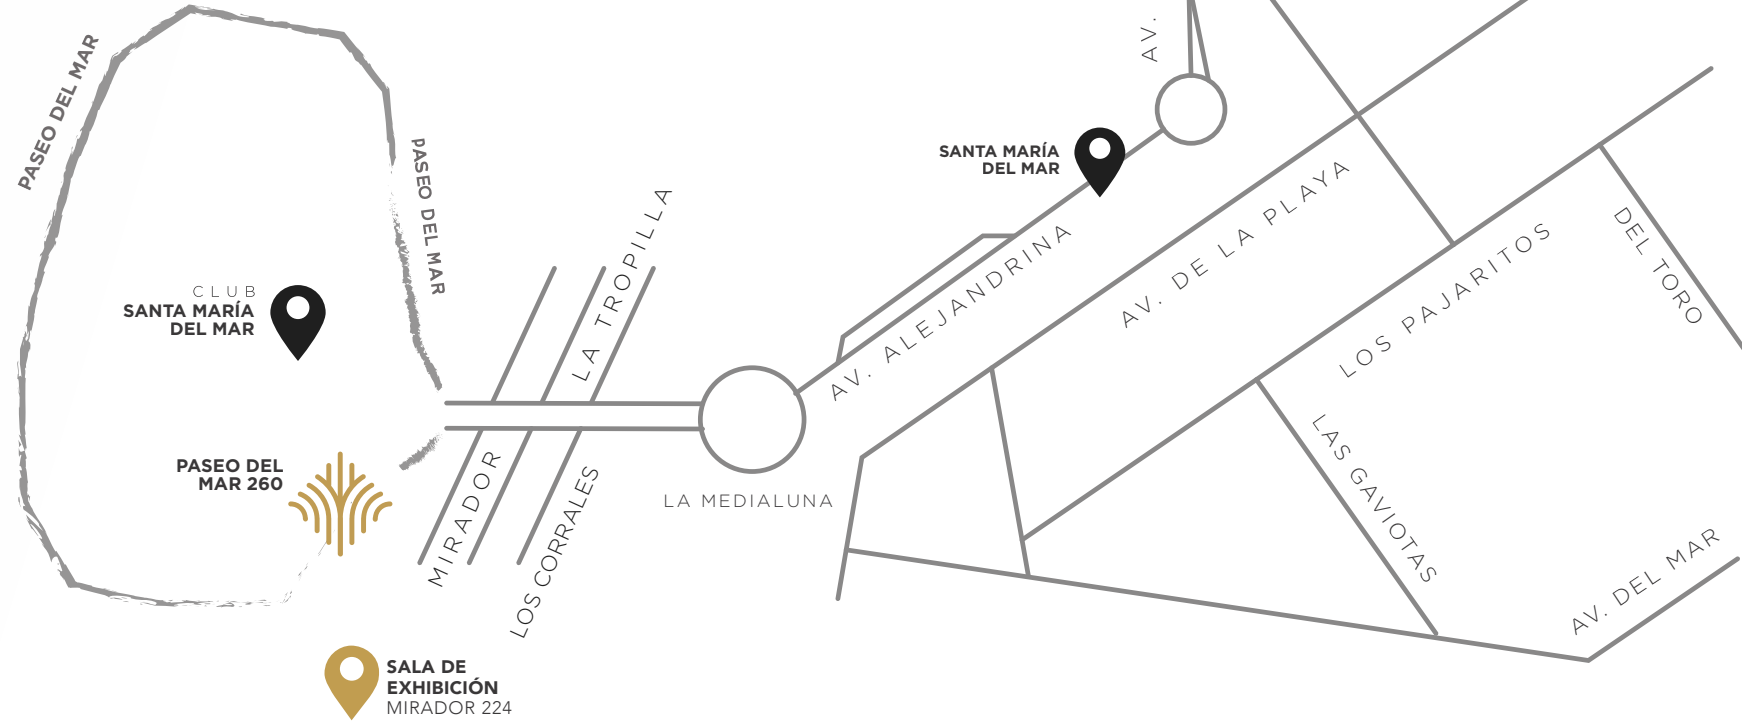 PASEO DEL MAR
PASEO DEL MAR
CLUB
SANTA MARÍA
DEL MAR
PASEO DEL
MAR 260
SALA DE
EXHIBICIÓN
MIRADOR 224
LA TROPILLA
MIRADOR
LOS CORRALES
LA MEDIALUNA
SANTA MARÍA
DEL MAR
AV.
AV. ALEJANDRINA
AV. DE LA PLAYA
LOS PAJARITOS
DEL TORO
LAS GAVIOTAS
AV. DEL MAR